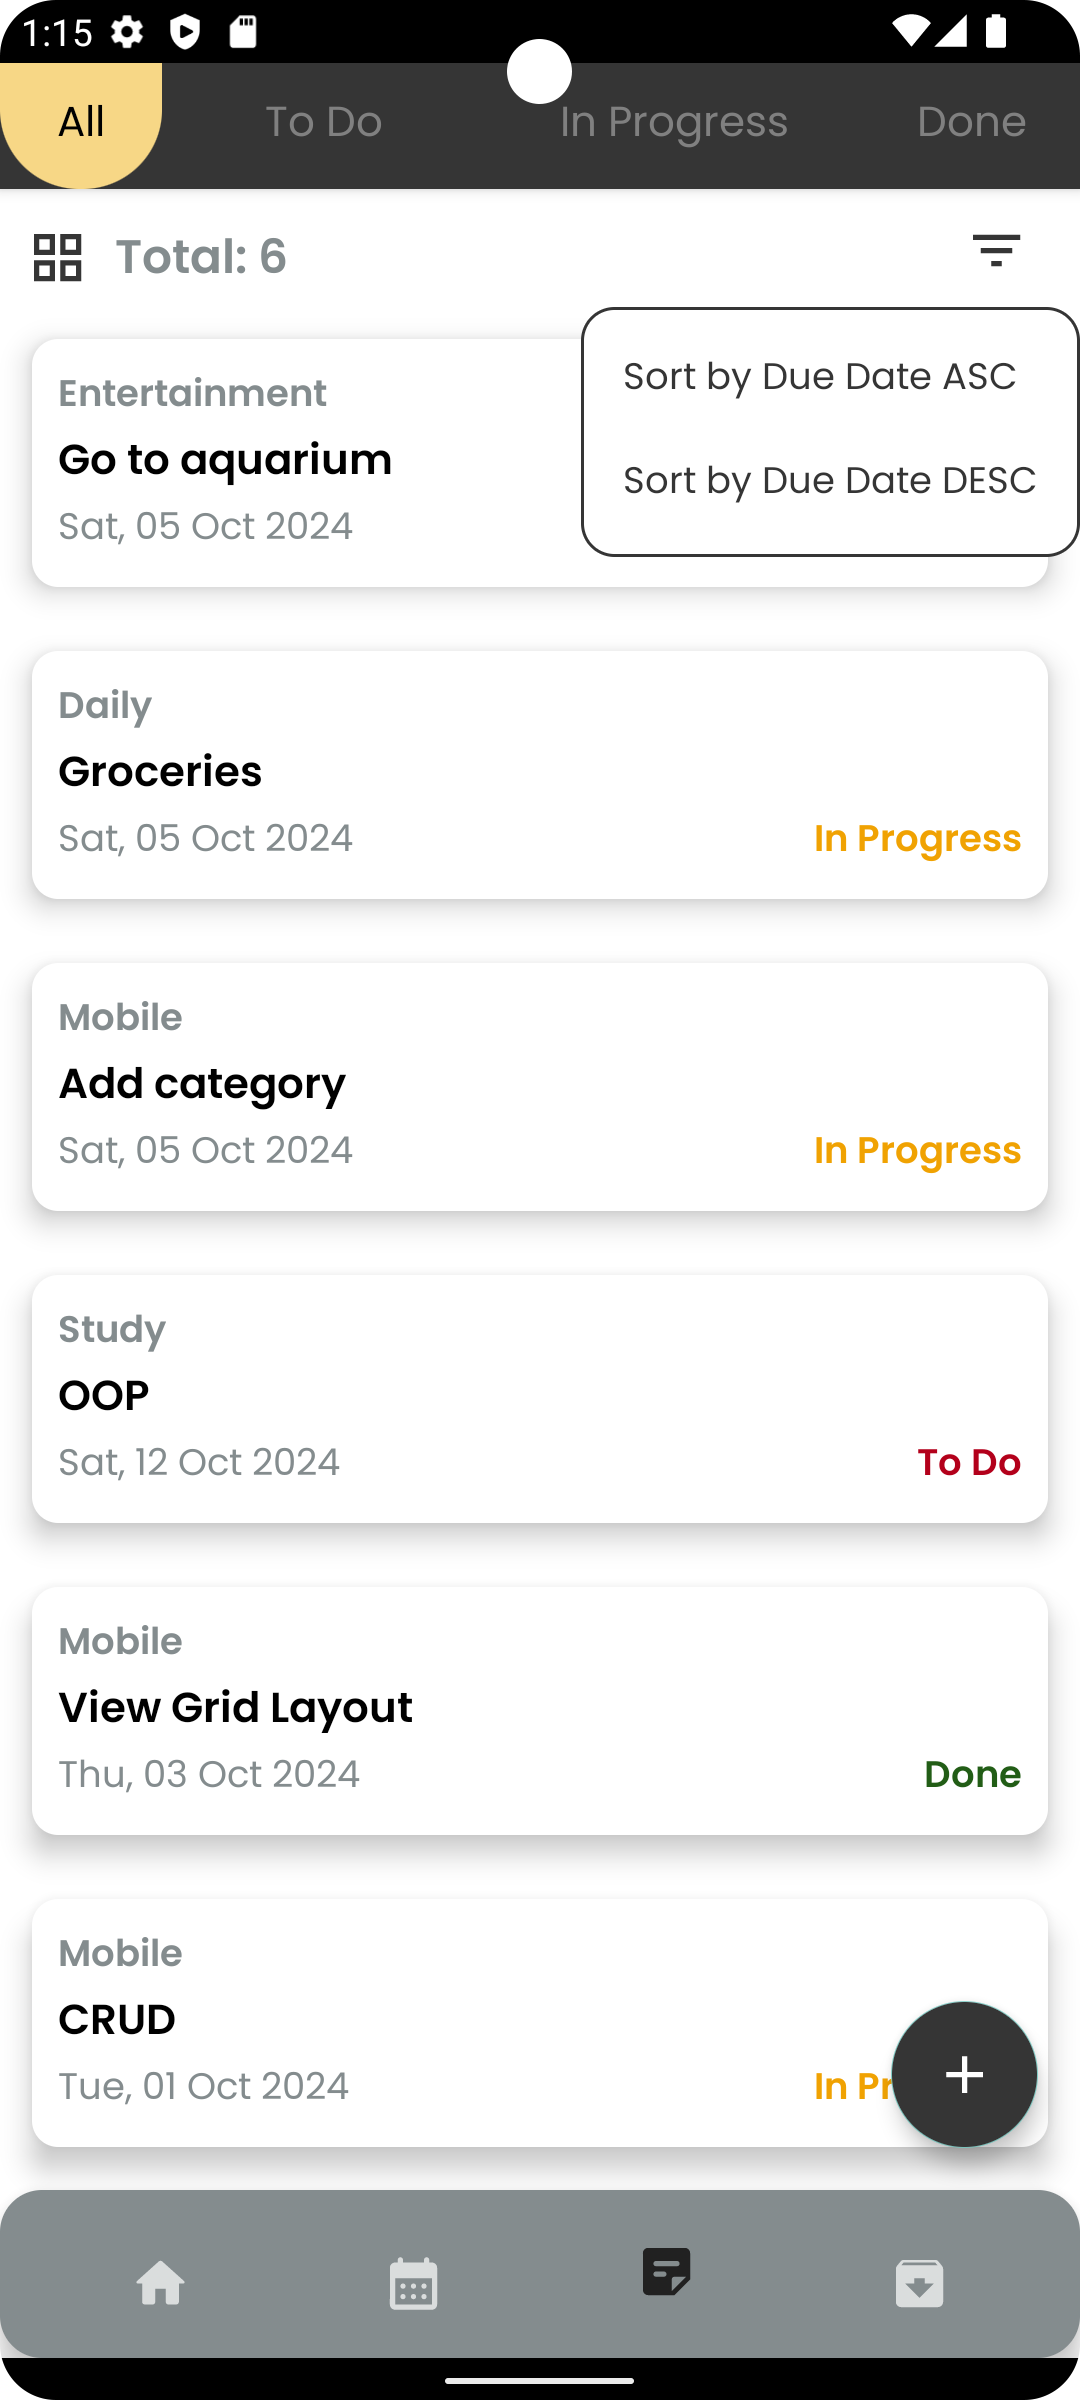 1:15
All To Do In Progress Done
Total: 6
Sort by Due Date ASC
Sort by Due Date DESC
Entertainment
Go to aquarium
Sat, 05 Oct 2024
Daily
Groceries
Sat, 05 Oct 2024 In Progress
Mobile
Add category
Sat, 05 Oct 2024 In Progress
Study
OOP
Sat, 12 Oct 2024 To Do
Mobile
View Grid Layout
Thu, 03 Oct 2024 Done
Mobile
CRUD
Tue, 01 Oct 2024 In